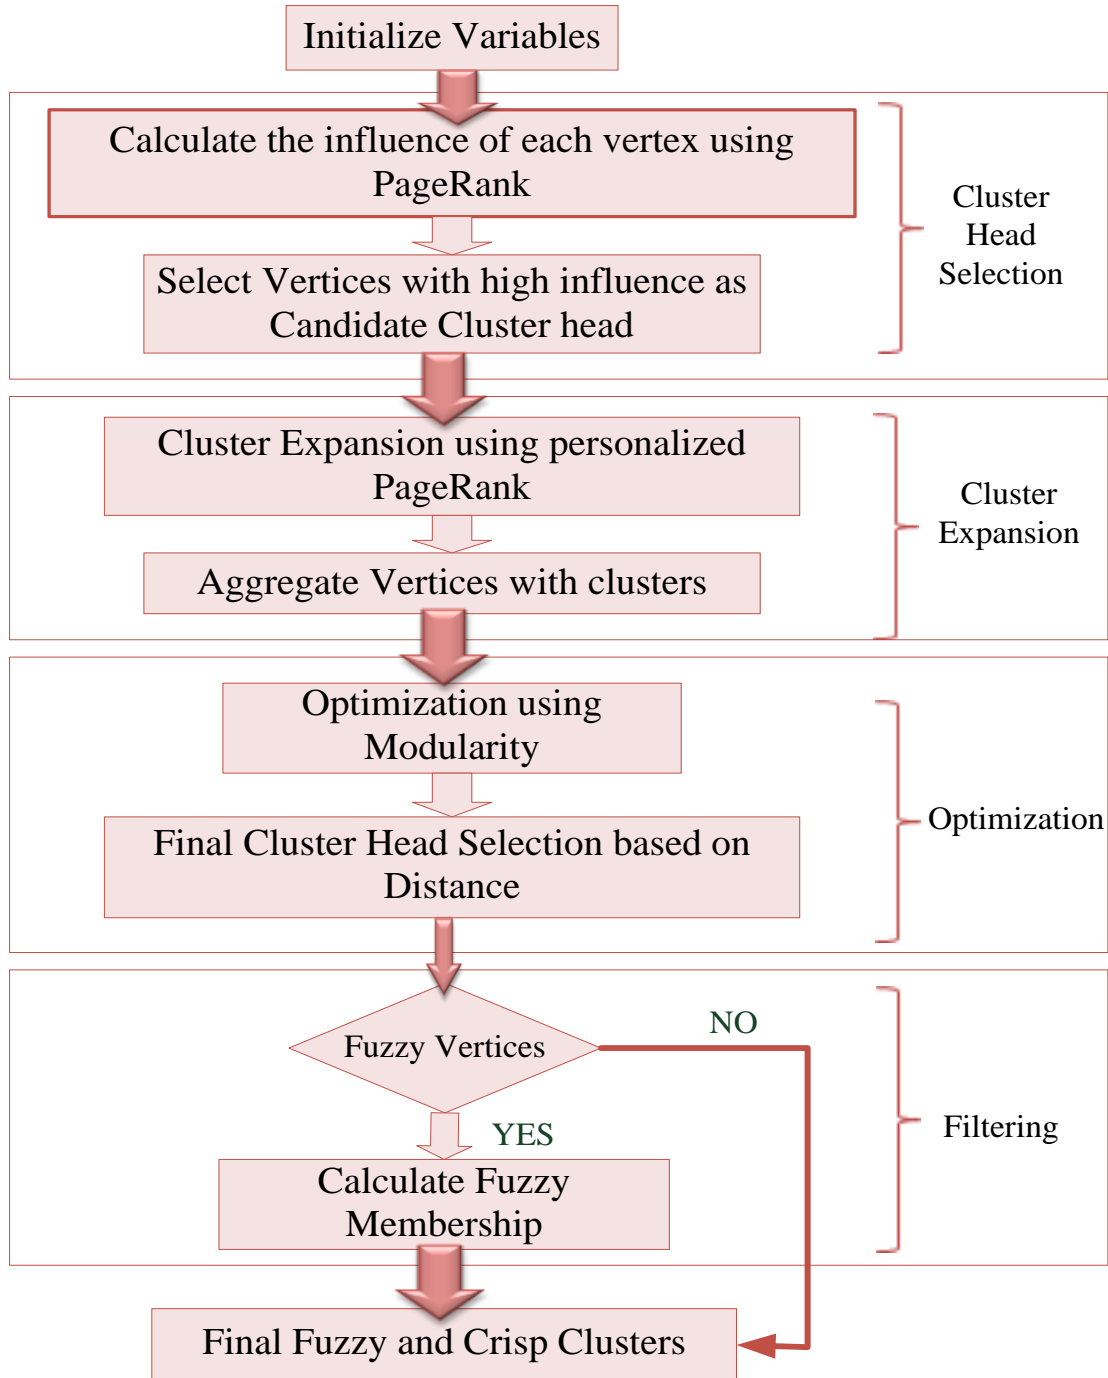 Initialize Variables
Calculate the influence of each vertex using
PageRank
Select Vertices with high influence as
Candidate Cluster head
Cluster
Head
Selection
Cluster Expansion using personalized
PageRank
Aggregate Vertices with clusters
Cluster
Expansion
Optimization using
Modularity
Final Cluster Head Selection based on
Distance
Optimization
Fuzzy Vertices
NO
YES
Calculate Fuzzy
Membership
Filtering
Final Fuzzy and Crisp Clusters